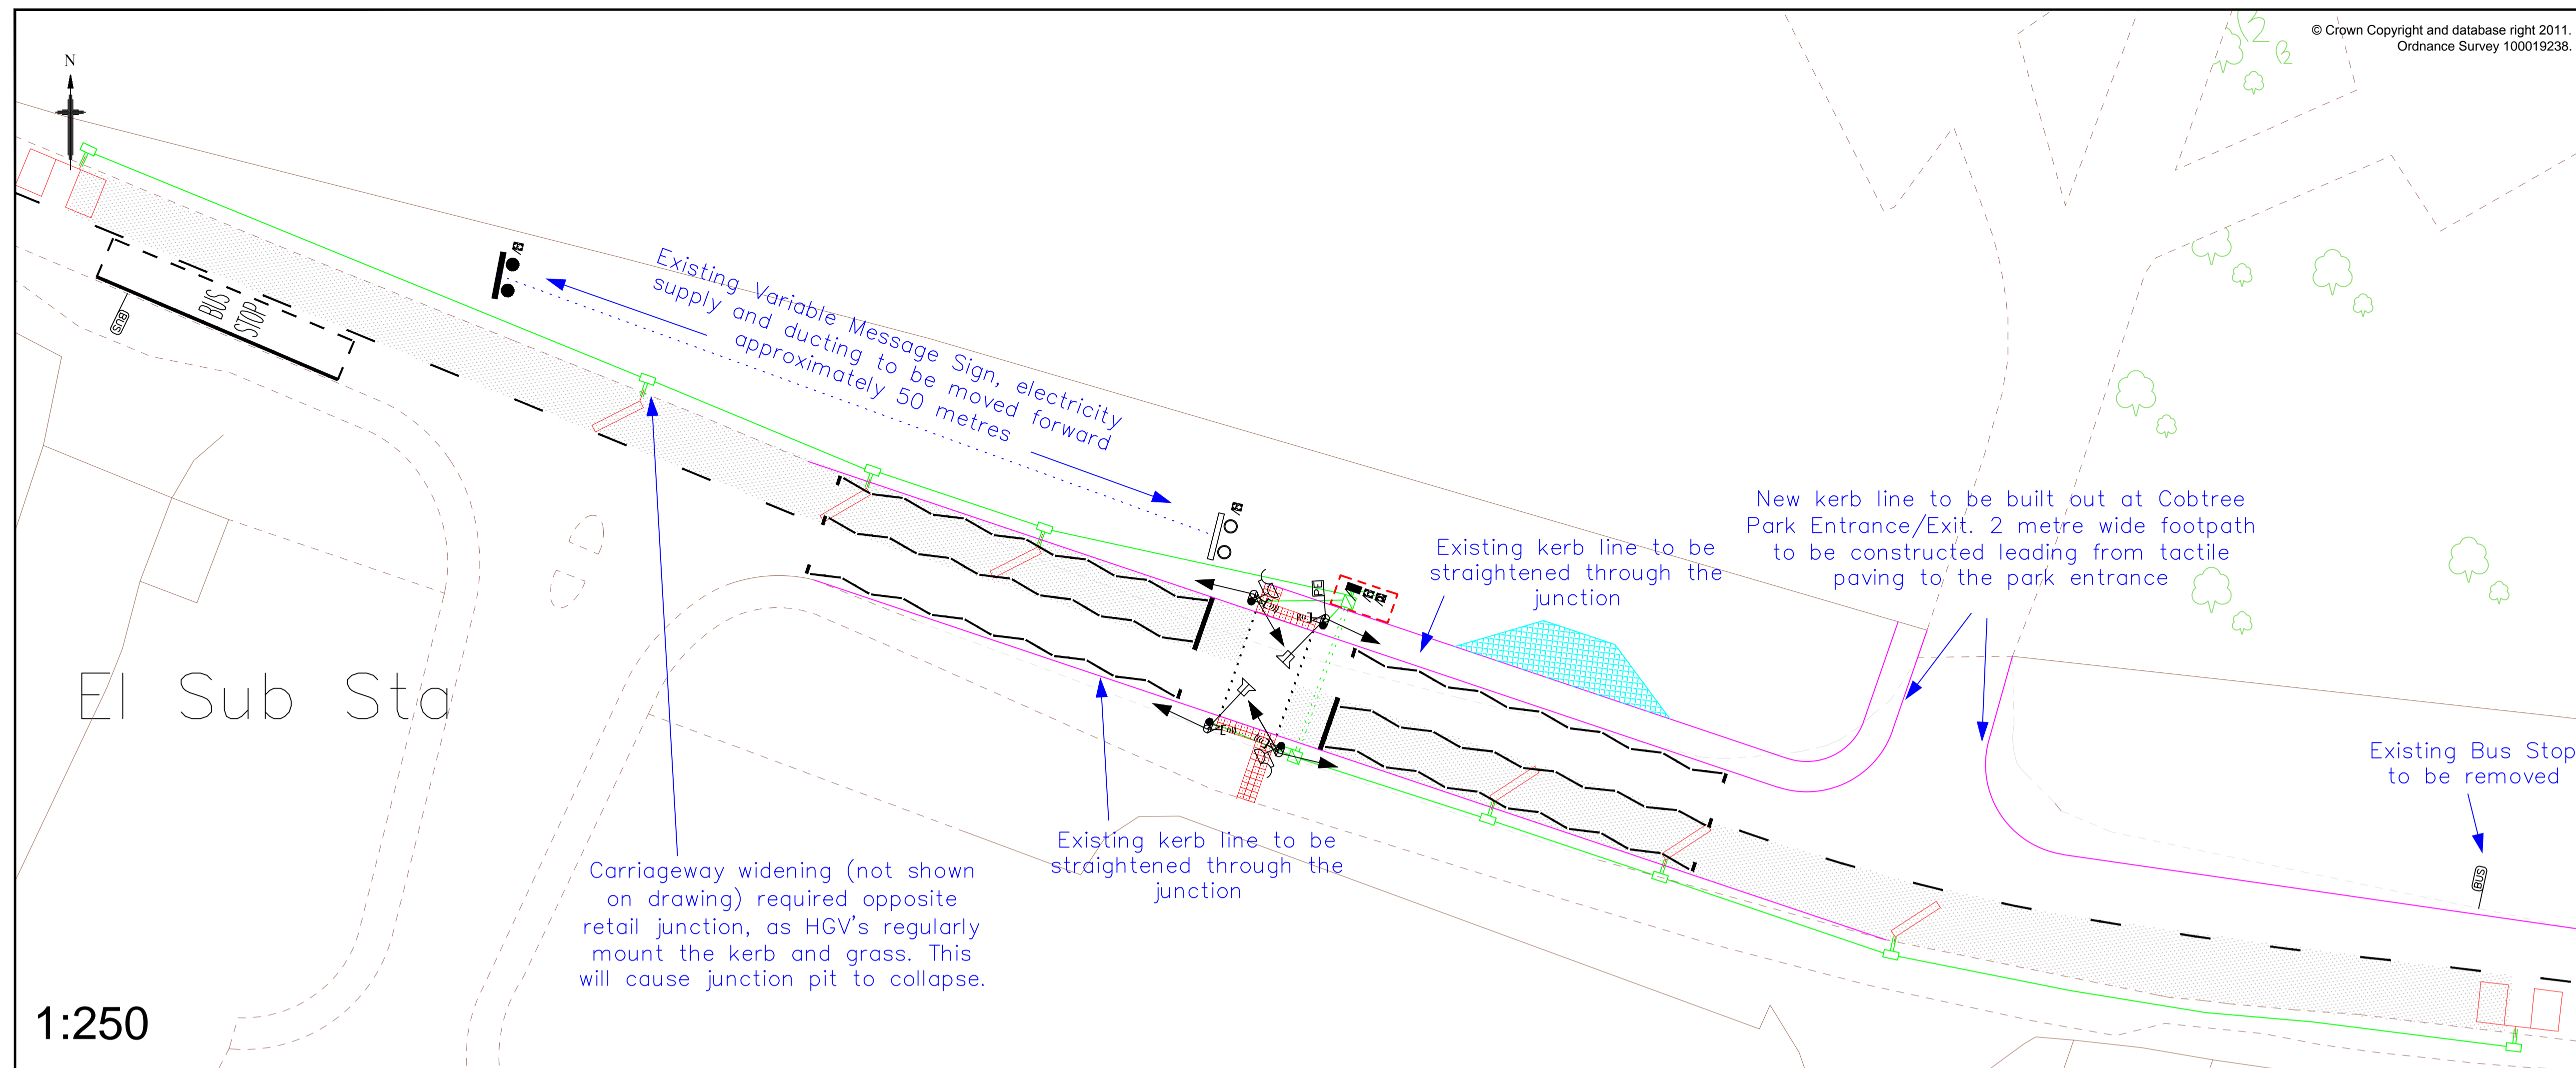 © Crown Copyright and database right 2011.
Ordnance Survey 100019238.
N
BUS
STOP
BUS
Existing Variable Message Sign, electricity
supply and ducting to be moved forward
approximately 50 metres
New kerb line to be built out at Cobtree
Park Entrance/Exit. 2 metre wide footpath
to be constructed leading from tactile
paving to the park entrance
Existing kerb line to be
straightened through the
junction
PE
El Sub Sta
Existing Bus Stop
to be removed
BUS
Existing kerb line to be
straightened through the
junction
Carriageway widening (not shown
on drawing) required opposite
retail junction, as HGV's regularly
mount the kerb and grass. This
will cause junction pit to collapse.
1:250